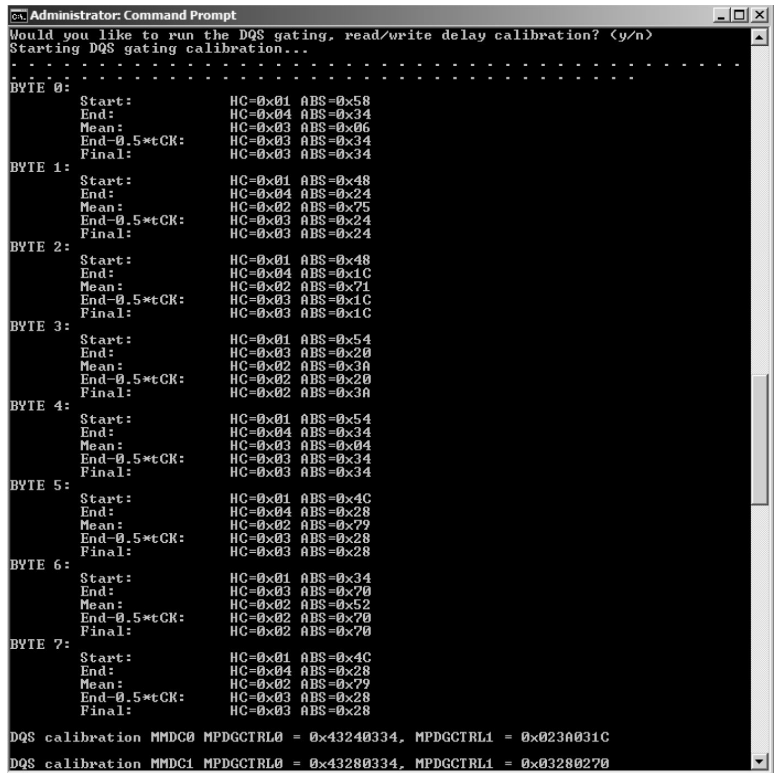 Administrator: Command Prompt
Would you like to run the DQS gating, read/write delay calibration? (y/n)
Starting DQS gating calibration...
. . . . . . . . . . . . . . . . . . . . . . . . . . . . . . . . . . . . . . . .
. . . . . . . . . . . . . . . . . . . . . . . . . . . . . . . . . .
BYTE 0:
Start: HC=0x01 ABS=0x58
End: HC=0x04 ABS=0x34
Mean: HC=0x03 ABS=0x06
End-0.5*tCK: HC=0x03 ABS=0x34
Final: HC=0x03 ABS=0x34
BYTE 1:
Start: HC=0x01 ABS=0x48
End: HC=0x04 ABS=0x24
Mean: HC=0x02 ABS=0x75
End-0.5*tCK: HC=0x03 ABS=0x24
Final: HC=0x03 ABS=0x24
BYTE 2:
Start: HC=0x01 ABS=0x48
End: HC=0x04 ABS=0x1C
Mean: HC=0x02 ABS=0x71
End-0.5*tCK: HC=0x03 ABS=0x1C
Final: HC=0x03 ABS=0x1C
BYTE 3:
Start: HC=0x01 ABS=0x54
End: HC=0x03 ABS=0x20
Mean: HC=0x02 ABS=0x3A
End-0.5*tCK: HC=0x02 ABS=0x20
Final: HC=0x02 ABS=0x3A
BYTE 4:
Start: HC=0x01 ABS=0x54
End: HC=0x04 ABS=0x34
Mean: HC=0x03 ABS=0x04
End-0.5*tCK: HC=0x03 ABS=0x34
Final: HC=0x03 ABS=0x34
BYTE 5:
Start: HC=0x01 ABS=0x4C
End: HC=0x04 ABS=0x28
Mean: HC=0x02 ABS=0x79
End-0.5*tCK: HC=0x03 ABS=0x28
Final: HC=0x03 ABS=0x28
BYTE 6:
Start: HC=0x01 ABS=0x34
End: HC=0x03 ABS=0x70
Mean: HC=0x02 ABS=0x52
End-0.5*tCK: HC=0x02 ABS=0x70
Final: HC=0x02 ABS=0x70
BYTE 7:
Start: HC=0x01 ABS=0x4C
End: HC=0x04 ABS=0x28
Mean: HC=0x02 ABS=0x79
End-0.5*tCK: HC=0x03 ABS=0x28
Final: HC=0x03 ABS=0x28
DQS calibration MMDC0 MPDGCTRL0 = 0x43240334, MPDGCTRL1 = 0x023A031C
DQS calibration MMDC1 MPDGCTRL0 = 0x43280334, MPDGCTRL1 = 0x03280270